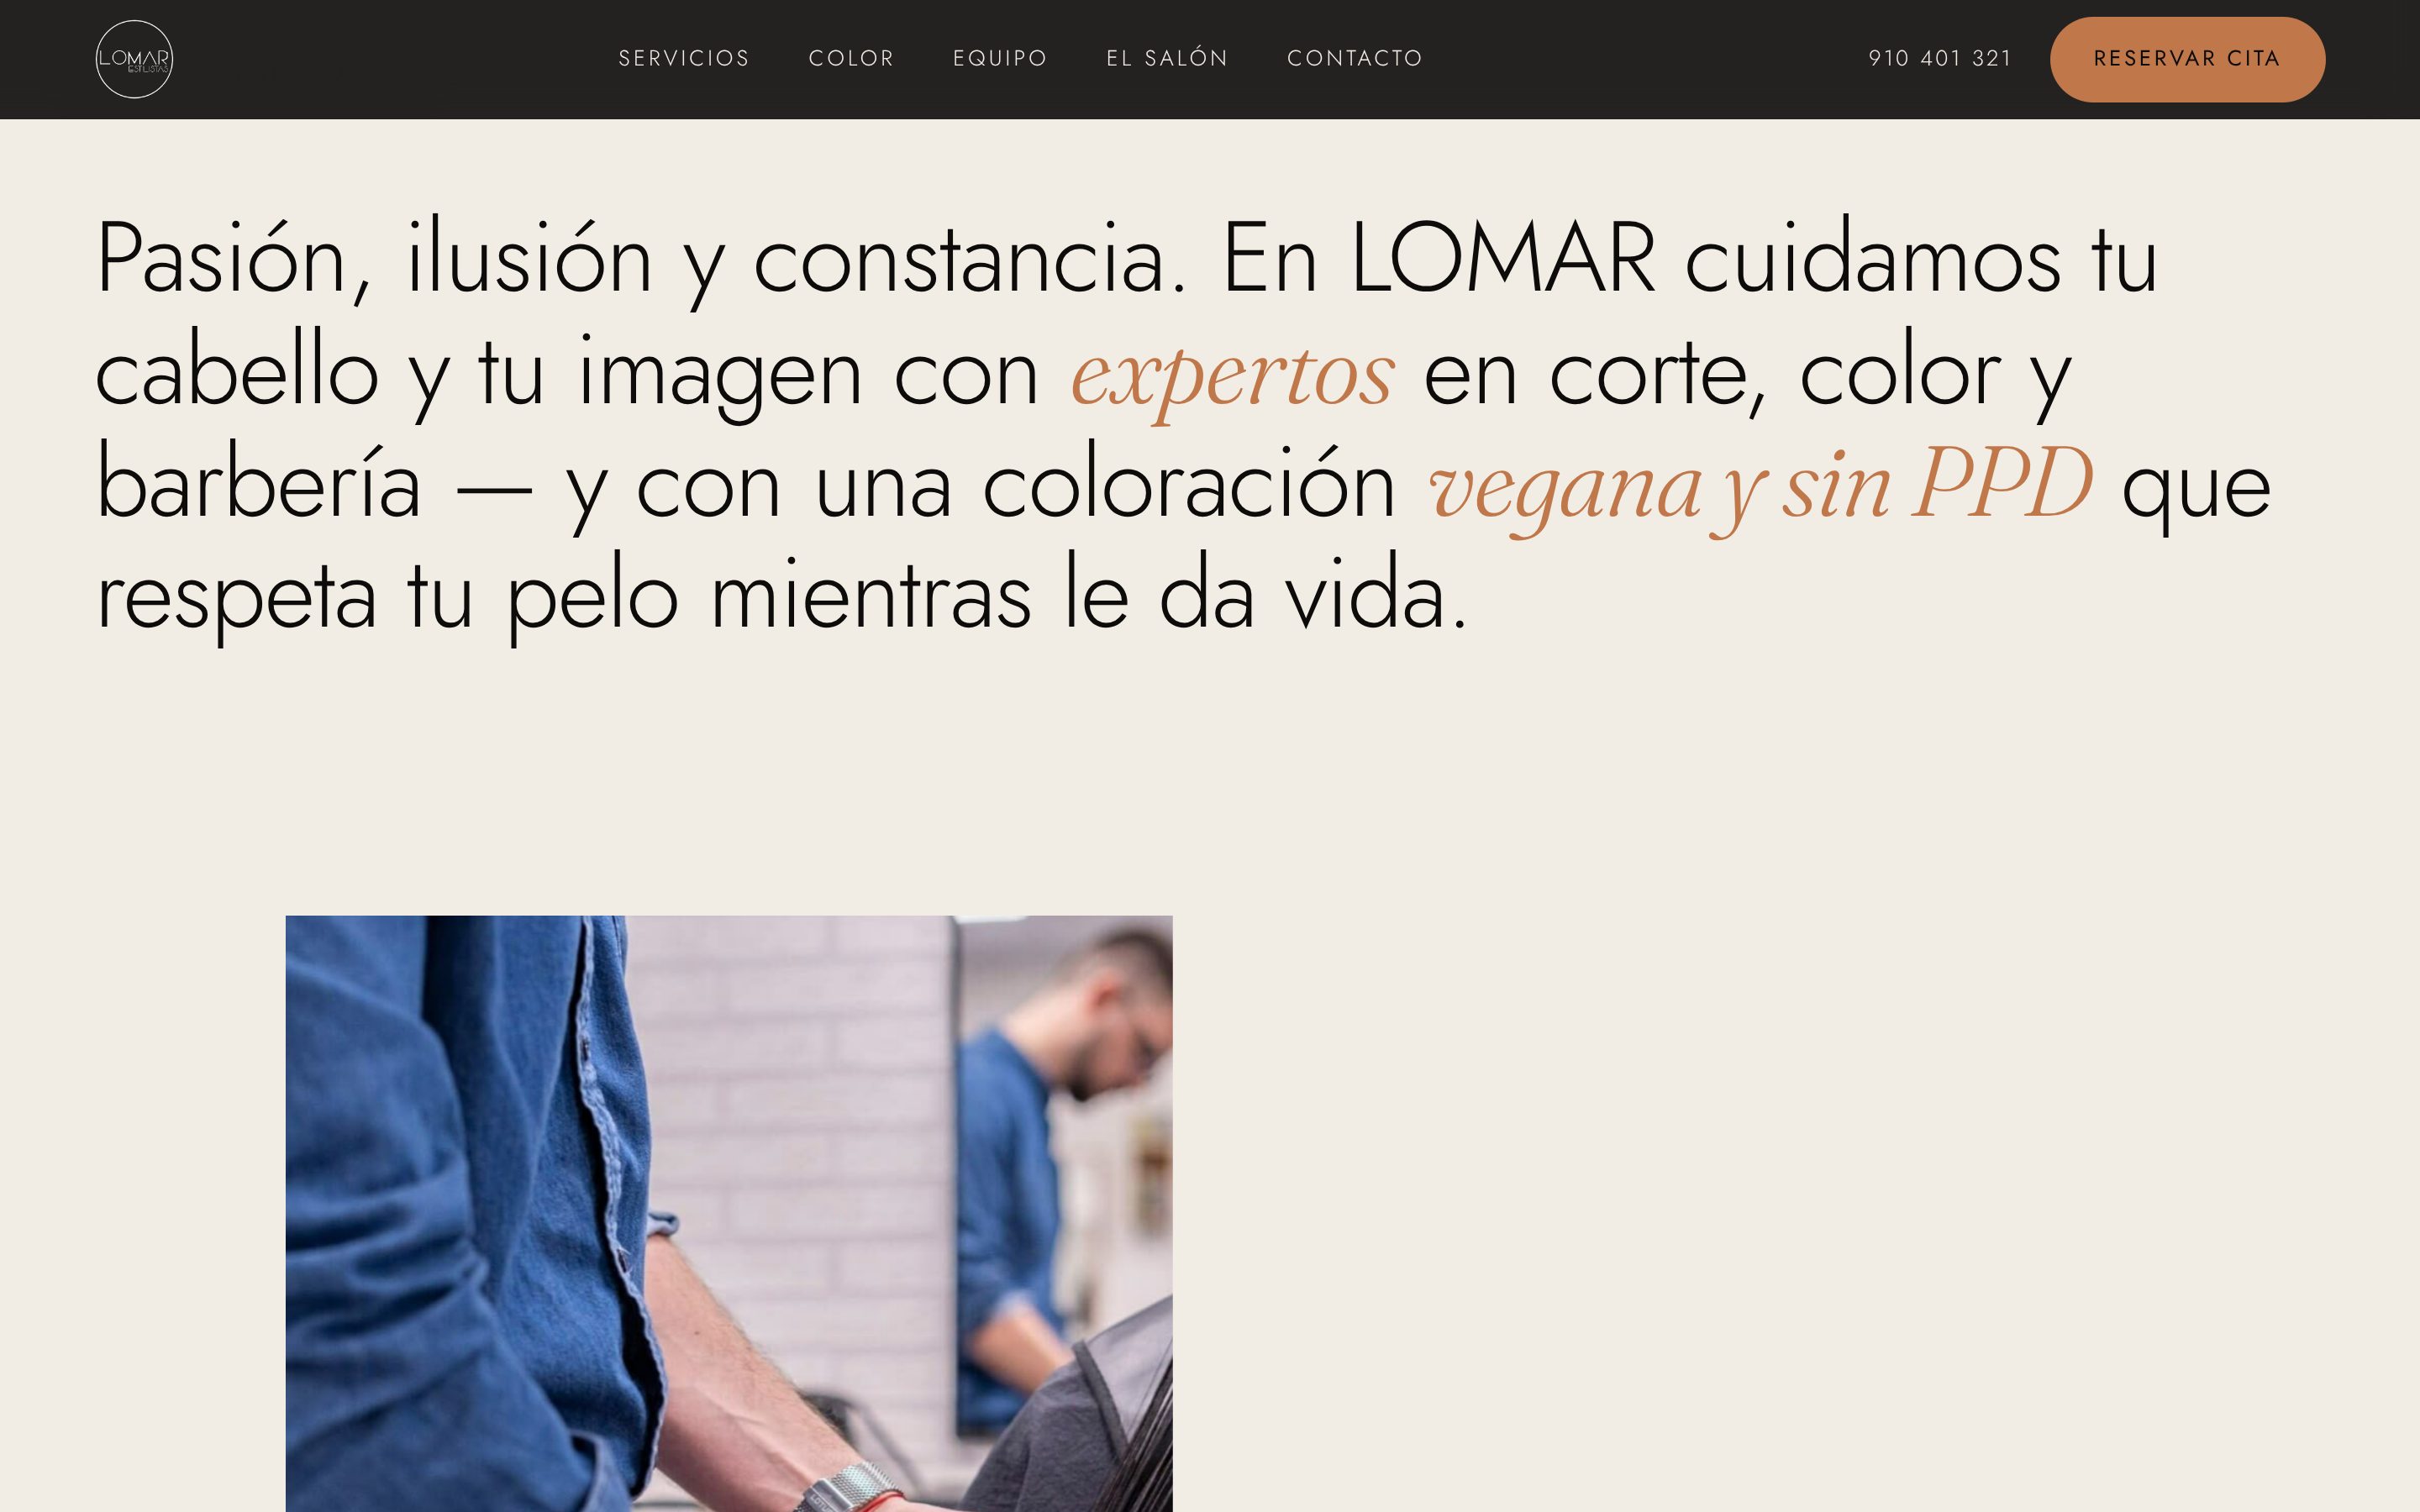 LOMAR
ESTILISTAS
SERVICIOS
COLOR
EQUIPO
EL SALÓN
CONTACTO
910 401 321
RESERVAR CITA
Pasión, ilusión y constancia. En LOMAR cuidamos tu
cabello y tu imagen con expertos en corte, color y
barbería — y con una coloración vegana y sin PPD que
respeta tu pelo mientras le da vida.